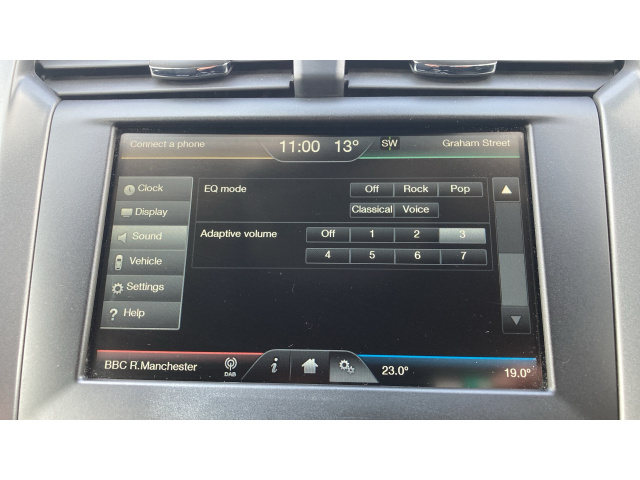 Connect a phone 11:00 13° SW Graham Street
Clock
Display
Sound
Vehicle
Settings
Help
EQ mode Off Rock Pop
Classical Voice
Adaptive volume Off 1 2 3
4 5 6 7
BBC R.Manchester DAB 23.0° 19.0°